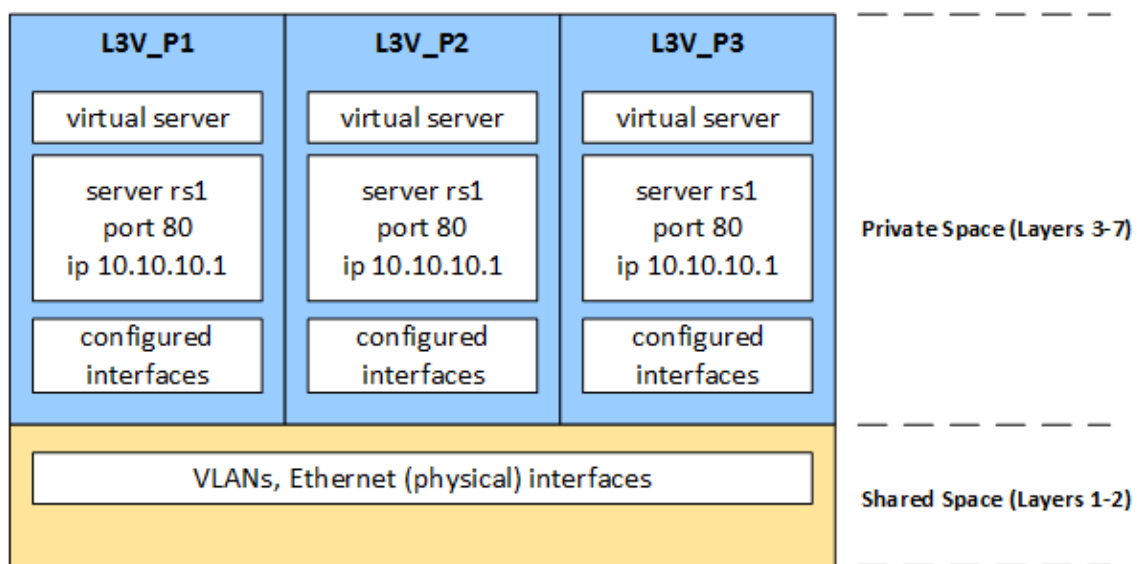 L3V_P1
virtual server
server rs1
port 80
ip 10.10.10.1
configured
interfaces
L3V_P2
virtual server
server rs1
port 80
ip 10.10.10.1
configured
interfaces
L3V_P3
virtual server
server rs1
port 80
ip 10.10.10.1
configured
interfaces
Private Space (Layers 3-7)
VLANs, Ethernet (physical) interfaces
Shared Space (Layers 1-2)